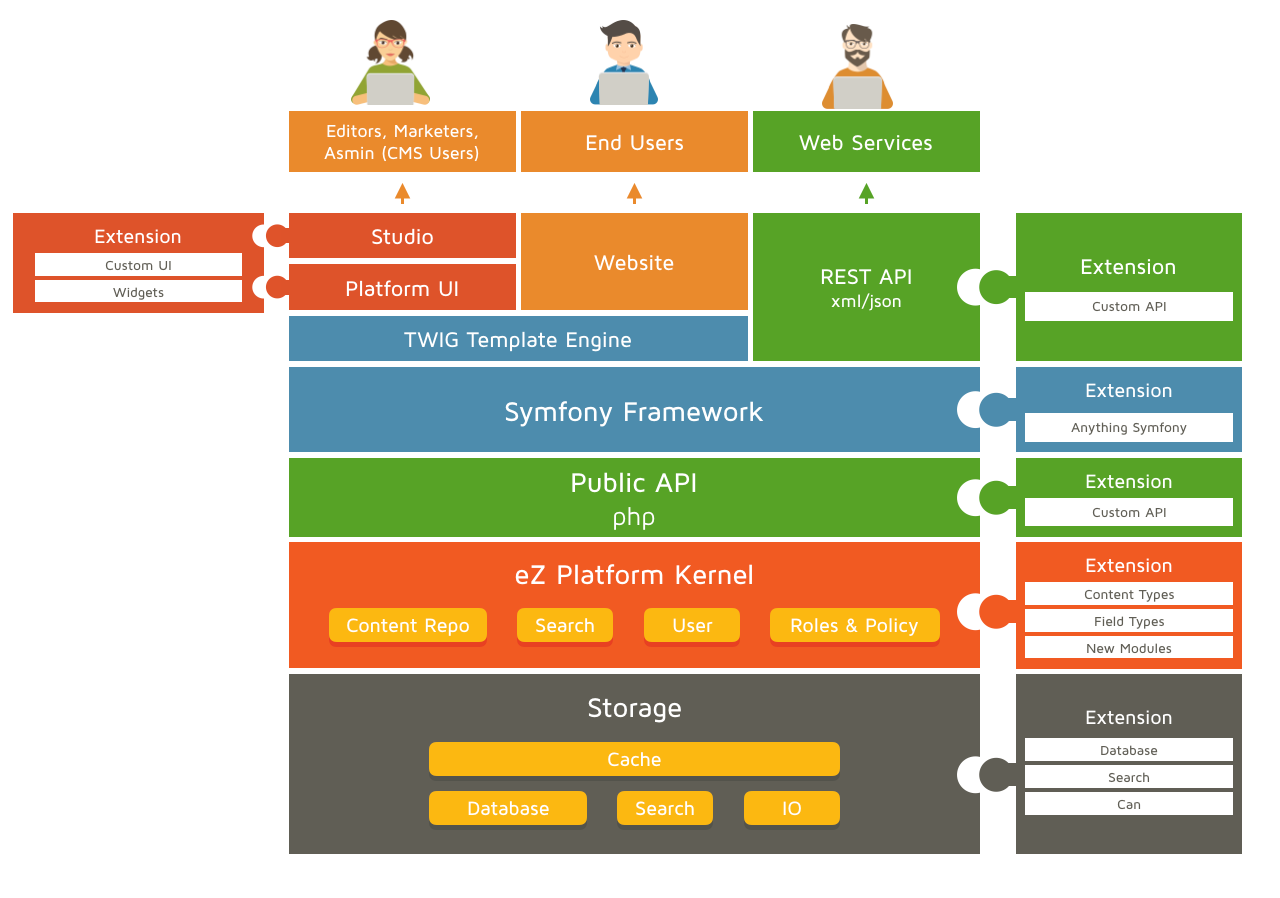 Editors, Marketers,
Asmin (CMS Users)
End Users
Web Services
Extension
Custom UI
Widgets
Studio
Platform UI
Website
REST API
xml/json
Extension
Custom API
TWIG Template Engine
Symfony Framework
Extension
Anything Symfony
Public API
php
Extension
Custom API
eZ Platform Kernel
Content Repo
Search
User
Roles & Policy
Extension
Content Types
Field Types
New Modules
Storage
Cache
Database
Search
IO
Extension
Database
Search
Can